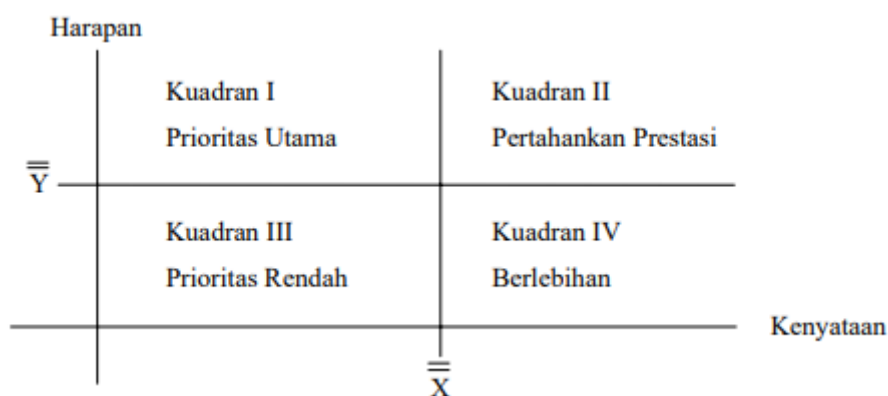 Harapan
Kuadran I
Prioritas Utama
Kuadran II
Pertahankan Prestasi
Y
Kuadran III
Prioritas Rendah
Kuadran IV
Berlebihan
Kenyataan
X